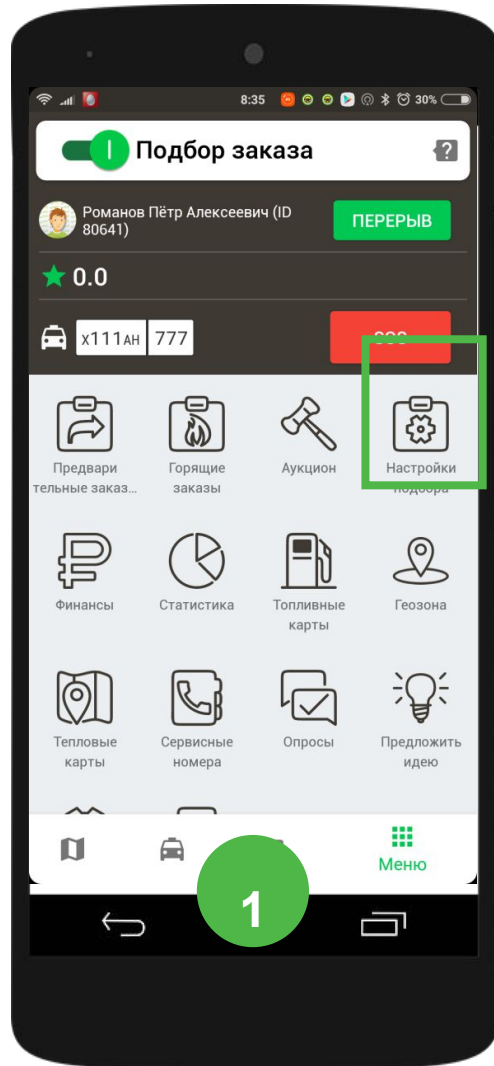 8:35
30%
Подбор заказа
Романов Пётр Алексеевич (ID
80641)
ПЕРЕРЫВ
0.0
х111АН 777
SOS
Предвари
тельные заказ...
Горящие
заказы
Аукцион
Настройки
подбора
Финансы
Статистика
Топливные
карты
Геозона
Тепловые
карты
Сервисные
номера
Опросы
Предложить
идею
Меню
1